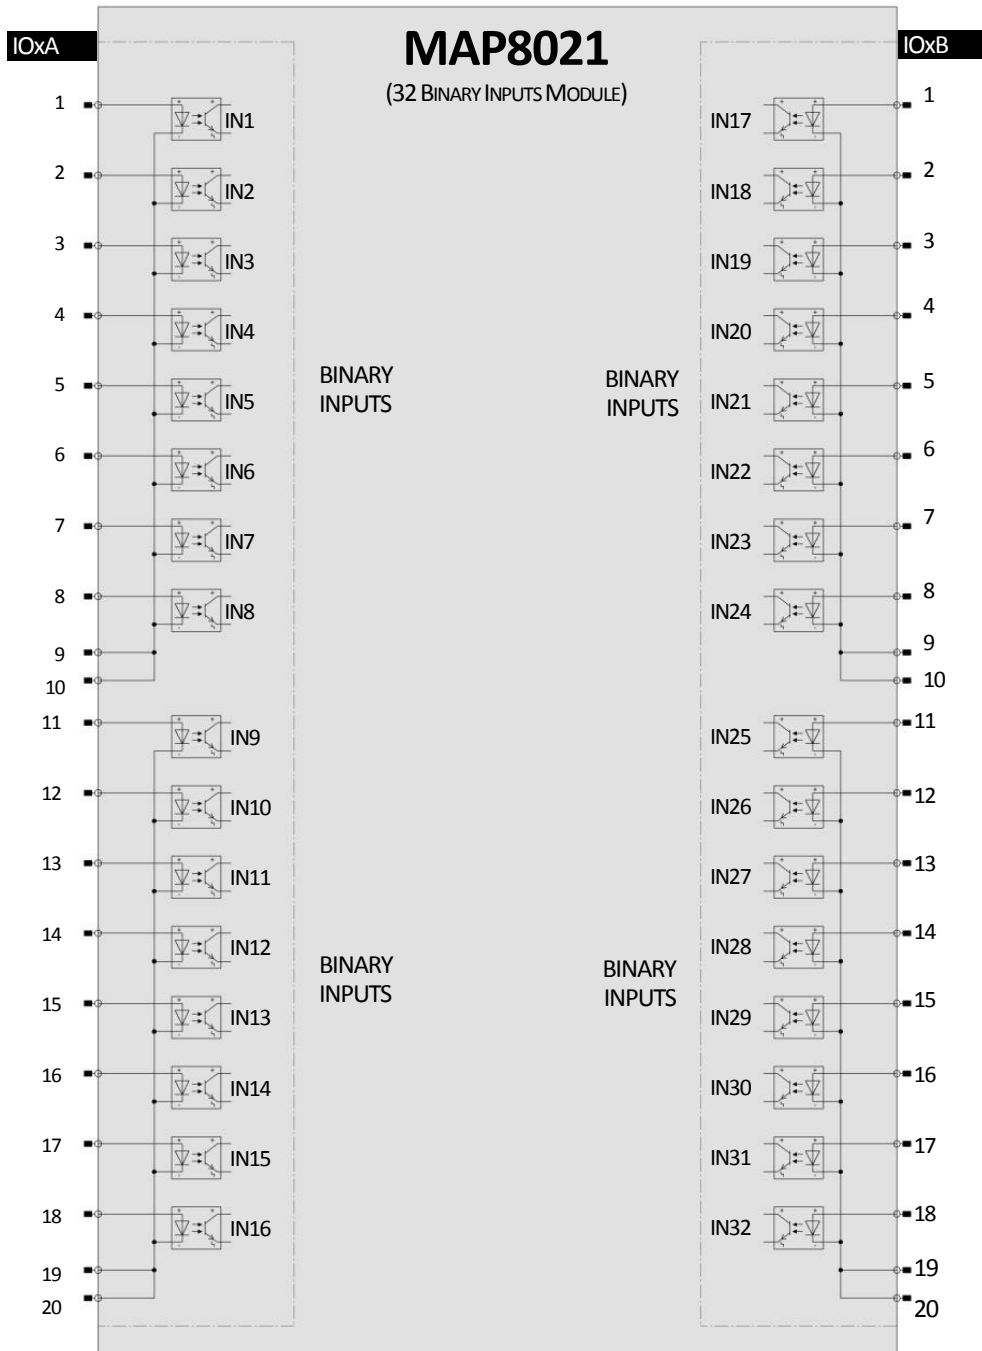 MAP8021
(32 BINARY INPUTS MODULE)
IOxA
IOxB
1
IN1
IN17
1
2
IN2
IN18
2
3
IN3
IN19
3
4
IN4
IN20
4
5
IN5
IN21
5
BINARY
INPUTS
BINARY
INPUTS
6
IN6
IN22
6
7
IN7
IN23
7
8
IN8
IN24
8
9
9
10
10
11
IN9
IN25
11
12
IN10
IN26
12
13
IN11
IN27
13
14
IN12
IN28
14
BINARY
INPUTS
BINARY
INPUTS
15
IN13
IN29
15
16
IN14
IN30
16
17
IN15
IN31
17
18
IN16
IN32
18
19
19
20
20